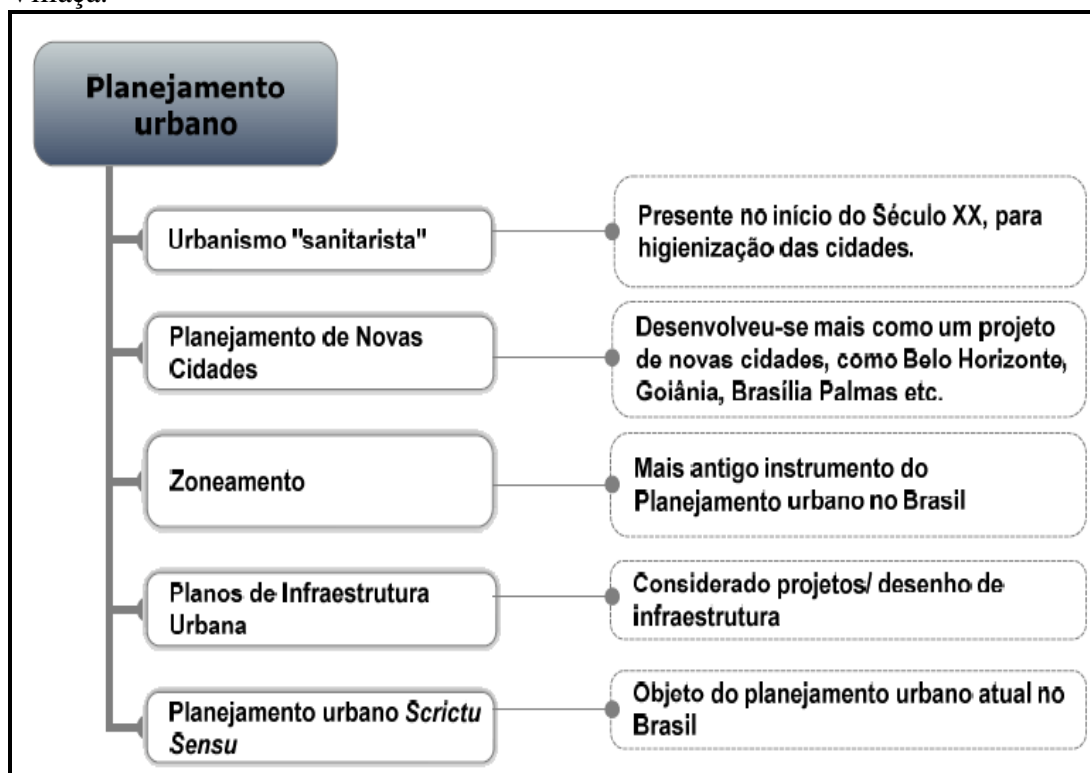 Planejamento
urbano
Urbanismo "sanitarista"
Presente no início do Século XX, para
higienização das cidades.
Planejamento de Novas
Cidades
Desenvolveu-se mais como um projeto
de novas cidades, como Belo Horizonte,
Goiânia, Brasília Palmas etc.
Zoneamento
Mais antigo instrumento do
Planejamento urbano no Brasil
Planos de Infraestrutura
Urbana
Considerado projetos/ desenho de
infraestrutura
Planejamento urbano Scrictu
Sensu
Objeto do planejamento urbano atual no
Brasil